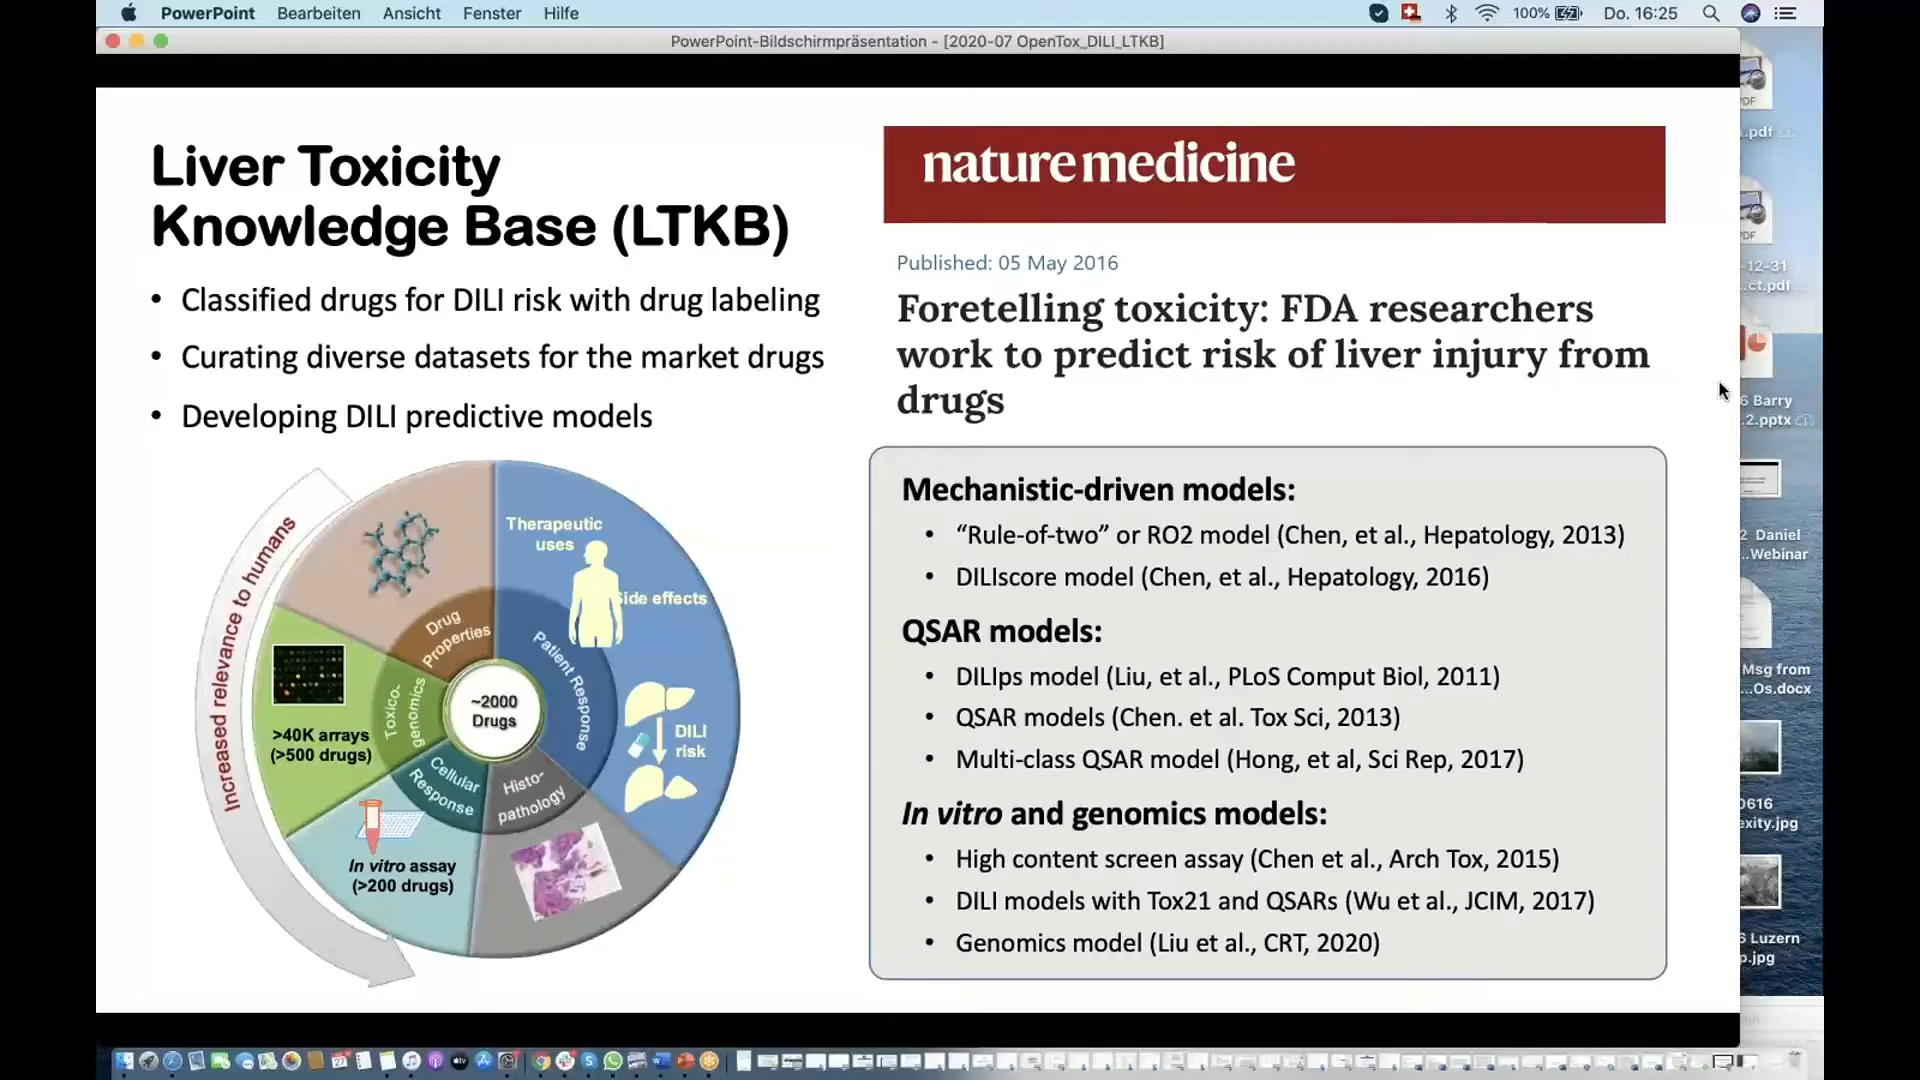 PowerPoint Bearbeiten Ansicht Fenster Hilfe
100% Do. 16:25
PowerPoint-Bildschirmpräsentation - [2020-07 OpenTox_DILI_LTKB]
Liver Toxicity
Knowledge Base (LTKB)
• Classified drugs for DILI risk with drug labeling
• Curating diverse datasets for the market drugs
• Developing DILI predictive models
Increased relevance to humans
Therapeutic
uses
Side effects
Drug
Properties
Patient Response
~2000
Drugs
Toxico-
genomics
>40K arrays
(>500 drugs)
DILI
risk
Cellular
Response
Histo-
pathology
In vitro assay
(>200 drugs)
nature medicine
Published: 05 May 2016
Foretelling toxicity: FDA researchers
work to predict risk of liver injury from
drugs
Mechanistic-driven models:
• “Rule-of-two” or RO2 model (Chen, et al., Hepatology, 2013)
• DILIscore model (Chen, et al., Hepatology, 2016)
QSAR models:
• DILIps model (Liu, et al., PLoS Comput Biol, 2011)
• QSAR models (Chen. et al. Tox Sci, 2013)
• Multi-class QSAR model (Hong, et al, Sci Rep, 2017)
In vitro and genomics models:
• High content screen assay (Chen et al., Arch Tox, 2015)
• DILI models with Tox21 and QSARs (Wu et al., JCIM, 2017)
• Genomics model (Liu et al., CRT, 2020)
PDF
.pdf
PDF
-12-31
...ct.pdf
6 Barry
.2.pptx
2 Daniel
...Webinar
Msg from
...Os.docx
0616
exity.jpg
6 Luzern
p.jpg